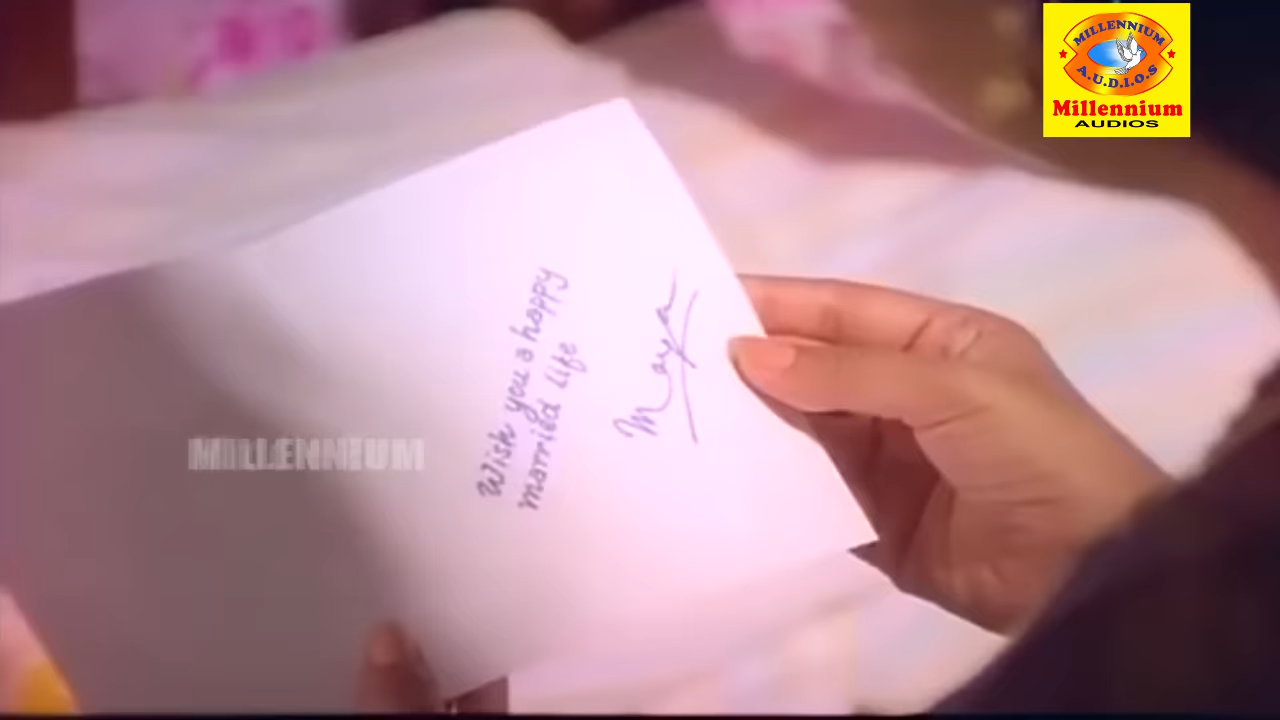 MILLENNIUM
A.U.D.I.O.S
Millennium
AUDIOS
Wish you a happy
married Life
Maya
MILLENNIUM